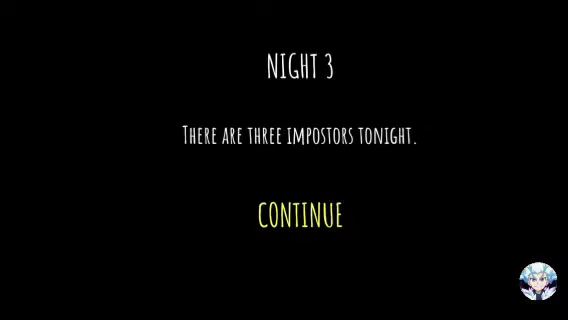 NIGHT 3
THERE ARE THREE IMPOSTORS TONIGHT.
CONTINUE